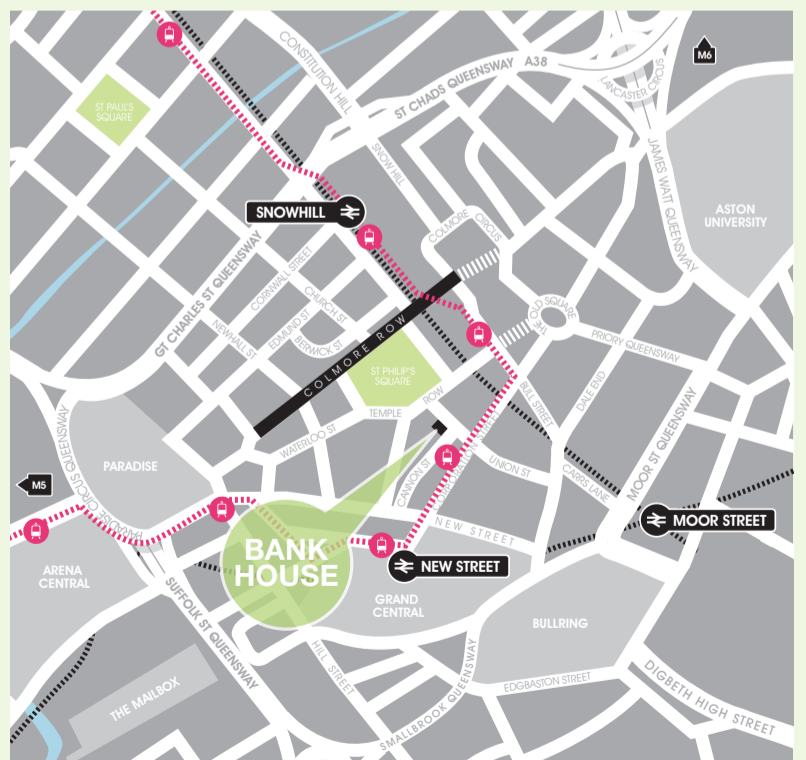 M6
CONSTITUTION HILL
ST CHADS QUEENSWAY A38
LANCASTER CIRCUS
ST PAUL'S
SQUARE
SNOW HILL
JAMES WATT QUEENSWAY
ASTON
UNIVERSITY
SNOWHILL
COLMORE CIRCUS
GT CHARLES ST QUEENSWAY
CORNWALL STREET
CHURCH ST
NEWHALL ST
EDMUND ST
BERWICK ST
COLMORE ROW
THE OLD SQUARE
PRIORY QUEENSWAY
ST PHILIP'S
SQUARE
TEMPLE ROW
BULL STREET
DALE END
MOOR ST QUEENSWAY
WATERLOO ST
CANNON ST
CORPORATION STREET
UNION ST
CARRS LANE
PARADISE CIRCUS QUEENSWAY
PARADISE
M5
NEW STREET
MOOR STREET
BANK
HOUSE
NEW STREET
ARENA
CENTRAL
GRAND
CENTRAL
BULLRING
SUFFOLK ST QUEENSWAY
HILL STREET
THE MAILBOX
SMALLBROOK QUEENSWAY
EDGBASTON STREET
DIGBETH HIGH STREET